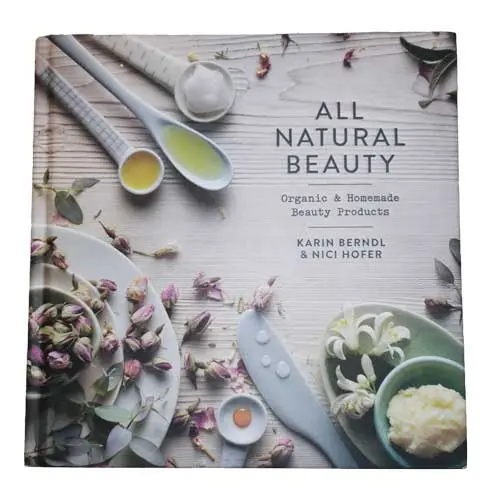 ALL
NATURAL
BEAUTY
Organic & Homemade
Beauty Products
KARIN BERNDL
& NICI HOFER